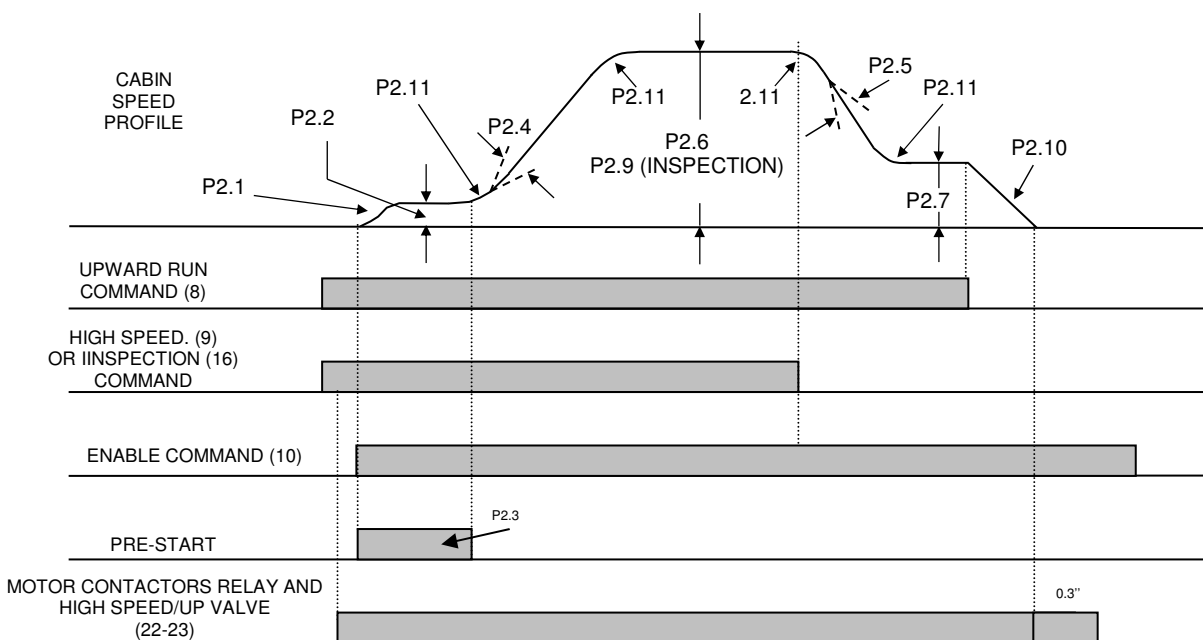 CABIN
SPEED
PROFILE
P2.1
P2.2
P2.11
P2.4
P2.11
P2.6
P2.9 (INSPECTION)
2.11
P2.5
P2.11
P2.7
P2.10
UPWARD RUN
COMMAND (8)
HIGH SPEED. (9)
OR IINSPECTION (16)
COMMAND
ENABLE COMMAND (10)
PRE-START
P2.3
MOTOR CONTACTORS RELAY AND
HIGH SPEED/UP VALVE
(22-23)
0.3’’